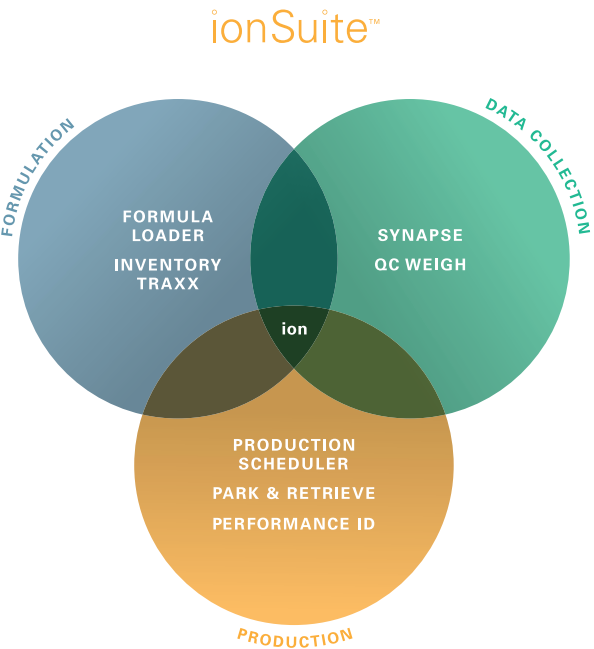 ionSuite™
FORMULATION
DATA COLLECTION
FORMULA
LOADER
INVENTORY
TRAXX
SYNAPSE
QC WEIGH
ion
PRODUCTION
SCHEDULER
PARK & RETRIEVE
PERFORMANCE ID
PRODUCTION